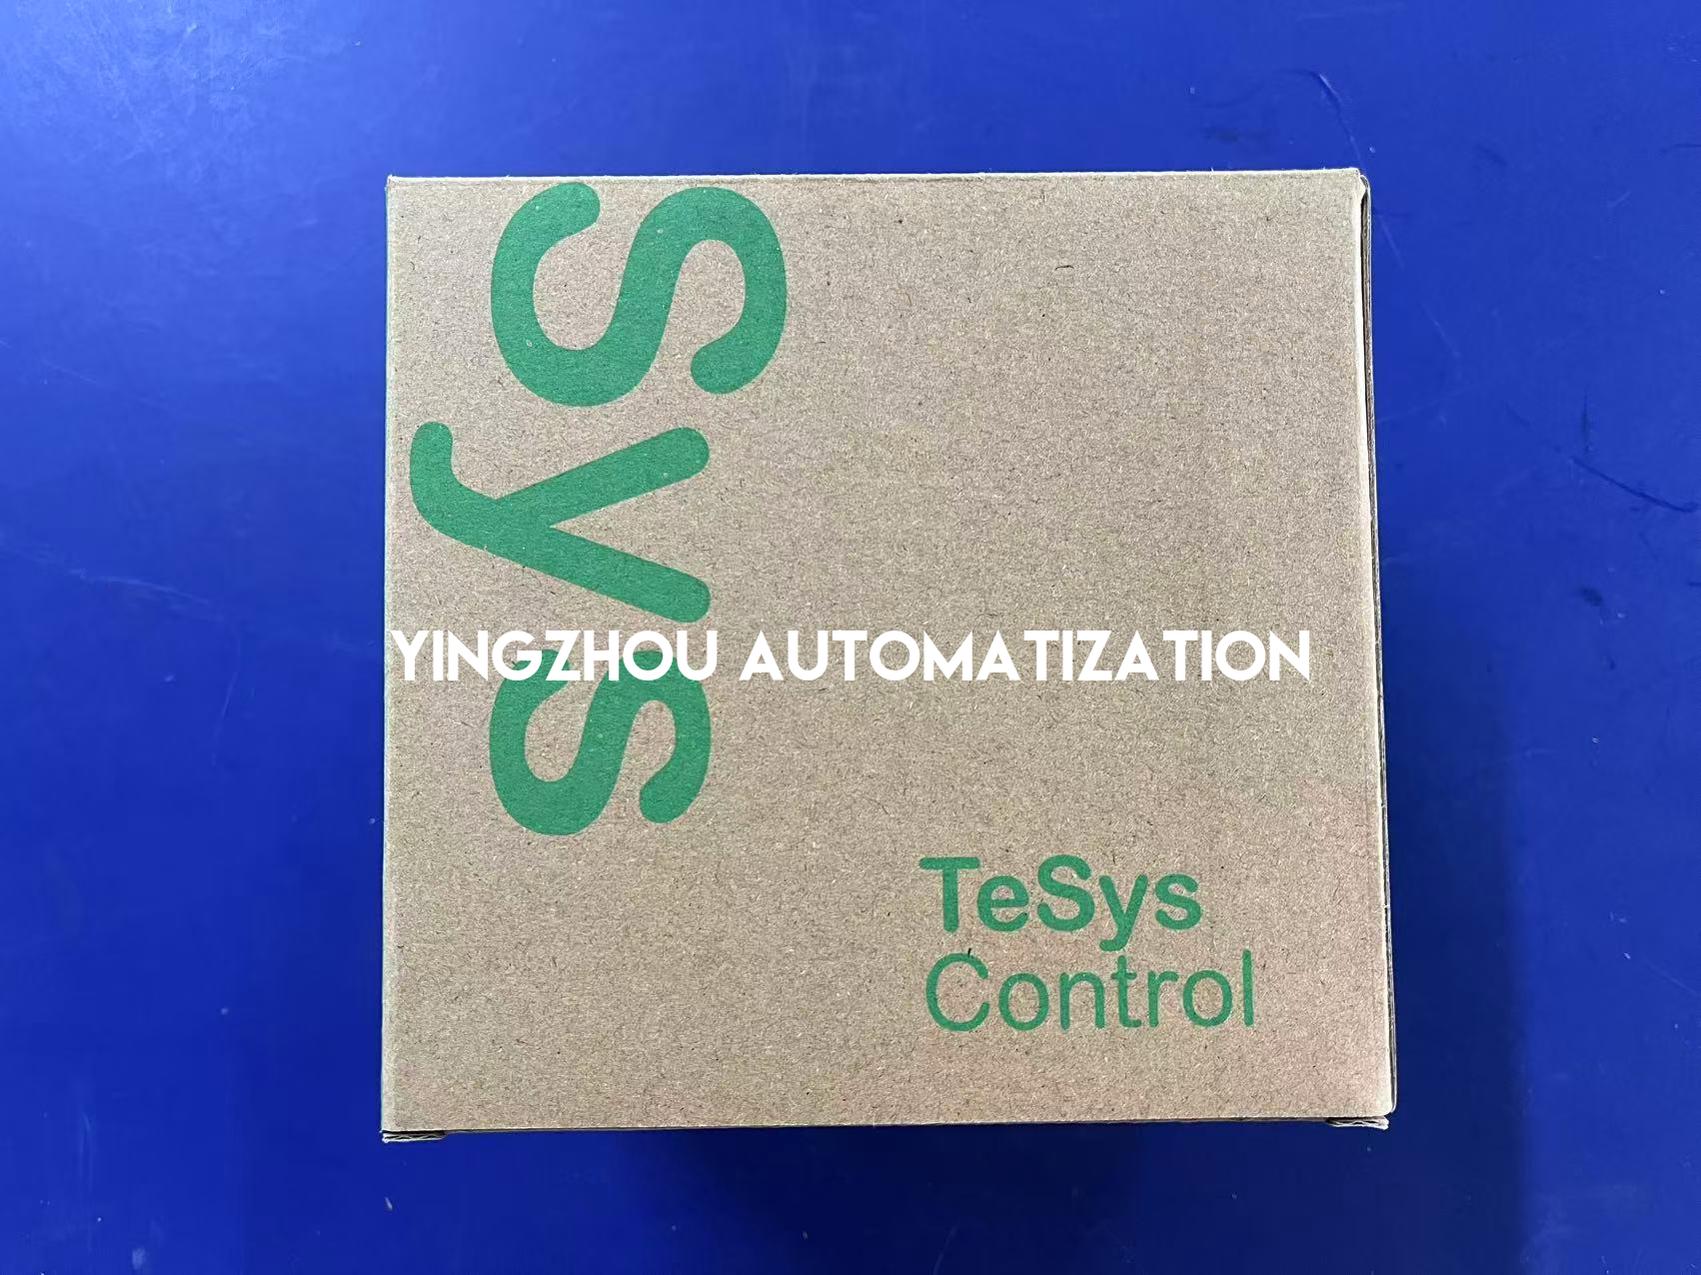 Sys
YINGZHOU AUTOMATIZATION
TeSys
Control